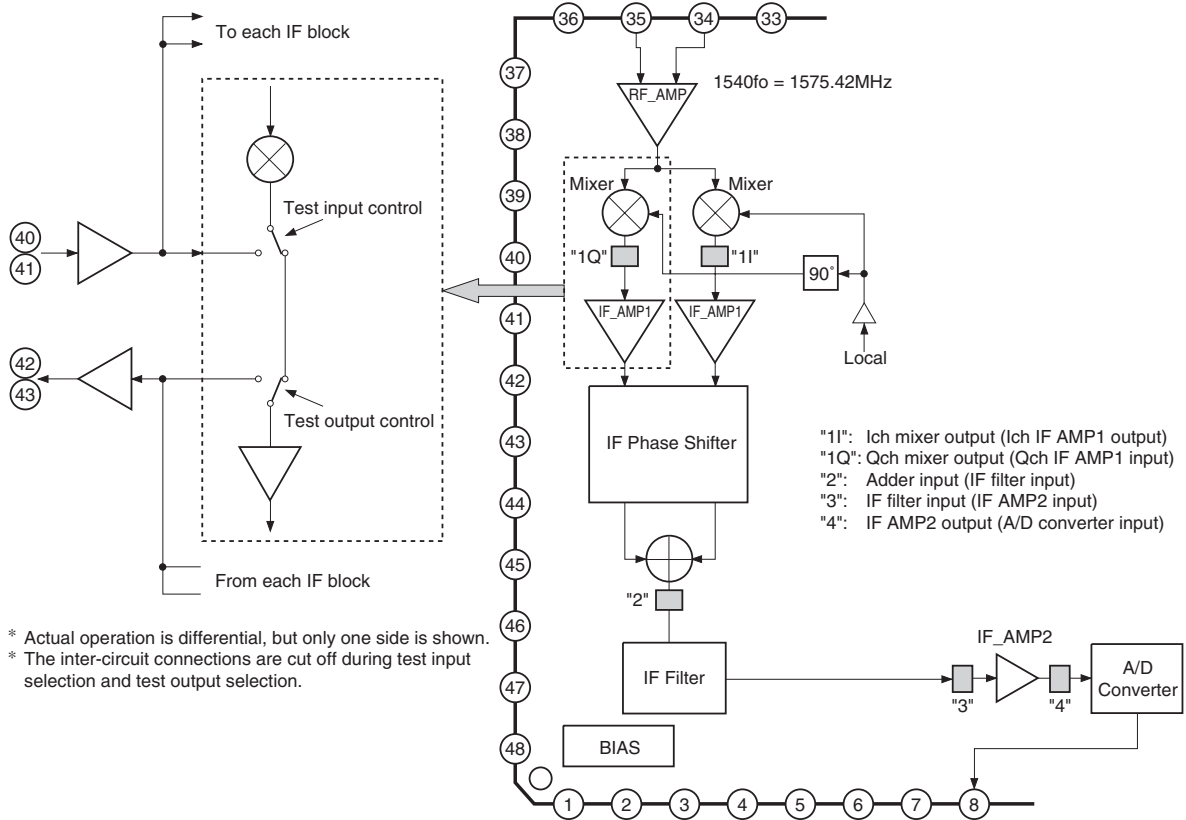 36
35
34
33
To each IF block
37
RF_AMP
1540fo = 1575.42MHz
38
39
Mixer
Mixer
Test input control
40
41
40
"1Q"
"1I"
90°
41
IF_AMP1
IF_AMP1
Local
42
43
42
Test output control
IF Phase Shifter
43
"1I": Ich mixer output (Ich IF AMP1 output)
"1Q": Qch mixer output (Qch IF AMP1 input)
"2": Adder input (IF filter input)
"3": IF filter input (IF AMP2 input)
"4": IF AMP2 output (A/D converter input)
44
45
From each IF block
"2"
46
* Actual operation is differential, but only one side is shown.
* The inter-circuit connections are cut off during test input
selection and test output selection.
IF_AMP2
47
IF Filter
"3"
"4"
A/D
Converter
48
BIAS
1
2
3
4
5
6
7
8